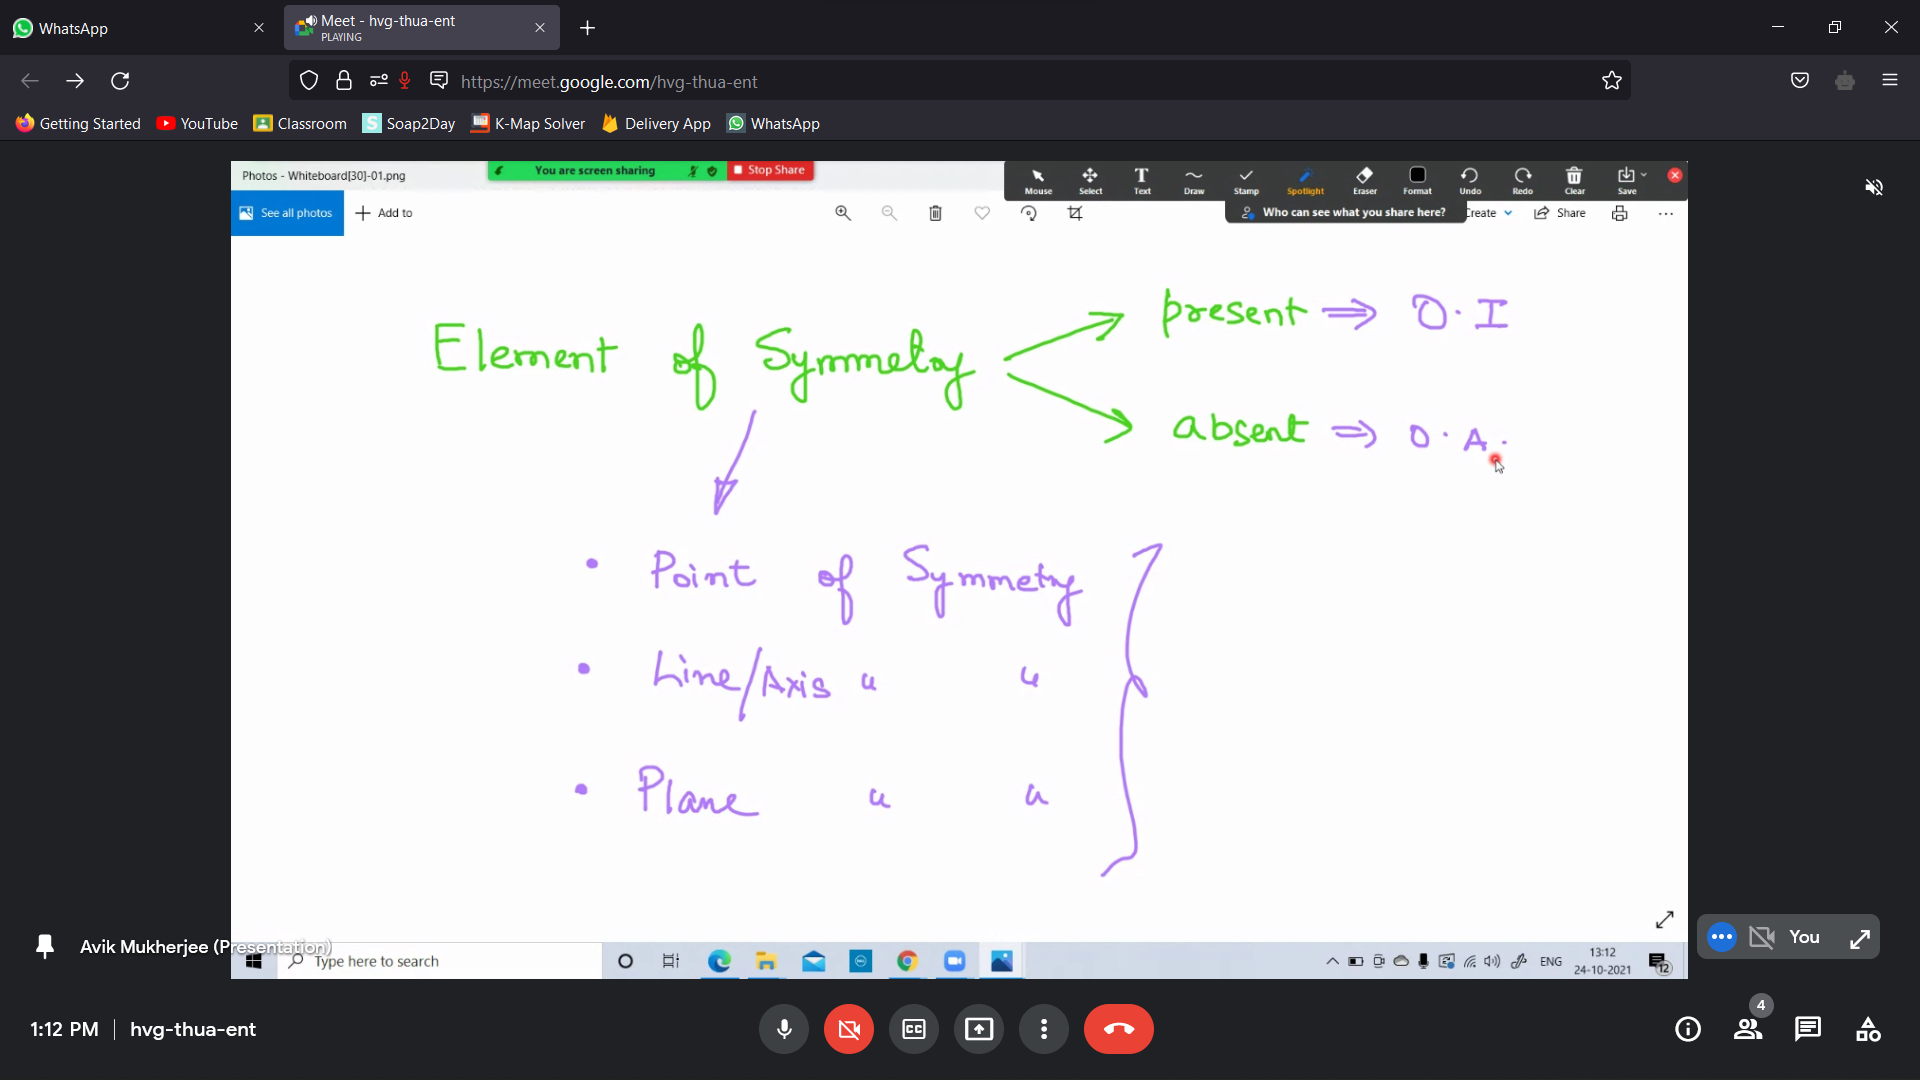 WhatsApp
Meet - hvg-thua-ent
PLAYING
https://meet.google.com/hvg-thua-ent
Getting Started YouTube Classroom Soap2Day K-Map Solver Delivery App WhatsApp
Photos - Whiteboard[30]-01.png
You are screen sharing Stop Share
Mouse Select Text Draw Stamp Spotlight Eraser Format Undo Redo Clear Save
See all photos Add to
Who can see what you share here?
Create Share
Element of Symmetry
present ⇒ O.I
absent ⇒ O.A.
• Point of Symmetry
• Line/Axis " "
• Plane " "
Avik Mukherjee (Presentation)
You
Type here to search
ENG
13:12
24-10-2021
12
1:12 PM | hvg-thua-ent
4